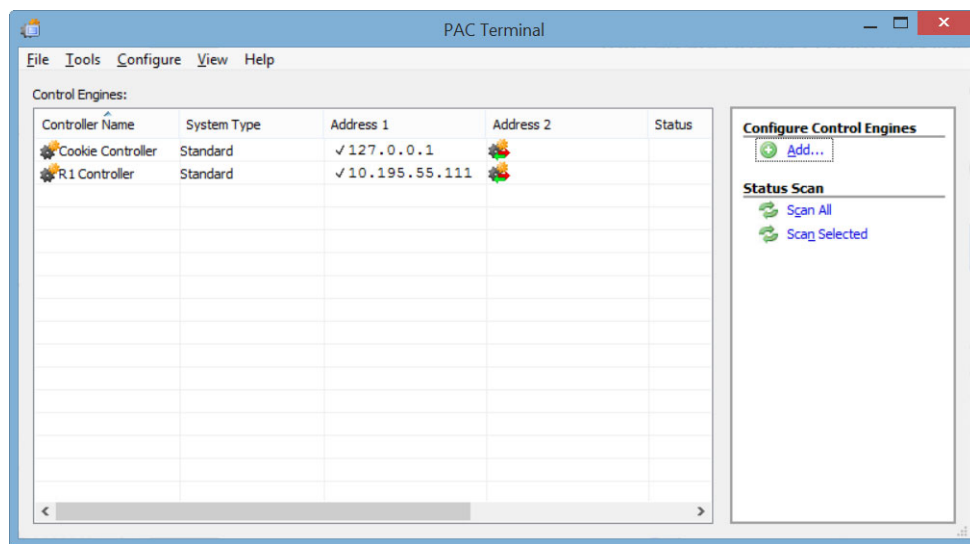 PAC Terminal
File Tools Configure View Help
Control Engines:
Controller Name System Type Address 1 Address 2 Status
Cookie Controller Standard ✓127.0.0.1
R1 Controller Standard ✓10.195.55.111
Configure Control Engines
Add...
Status Scan
Scan All
Scan Selected